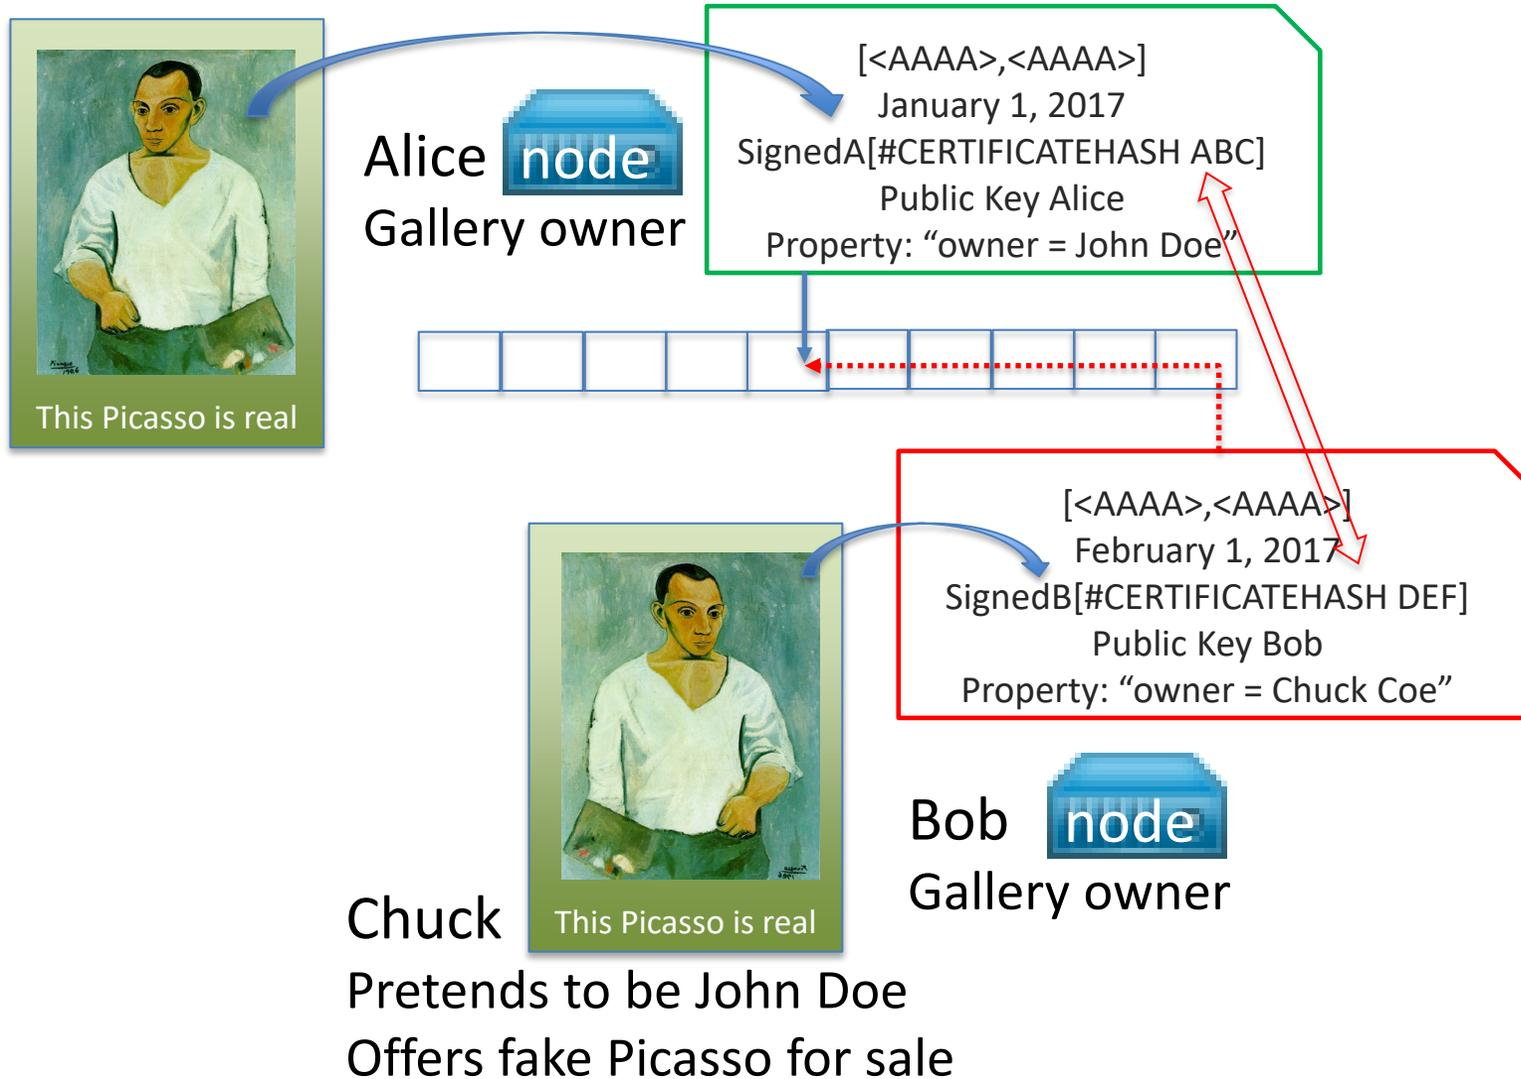 [<AAAA>,<AAAA>]
January 1, 2017
SignedA[#CERTIFICATEHASH ABC]
Public Key Alice
Property: “owner = John Doe”
Alice
node
Gallery owner
This Picasso is real
[<AAAA>,<AAAA>]
February 1, 2017
SignedB[#CERTIFICATEHASH DEF]
Public Key Bob
Property: “owner = Chuck Coe”
Bob
node
Gallery owner
This Picasso is real
Chuck
Pretends to be John Doe
Offers fake Picasso for sale